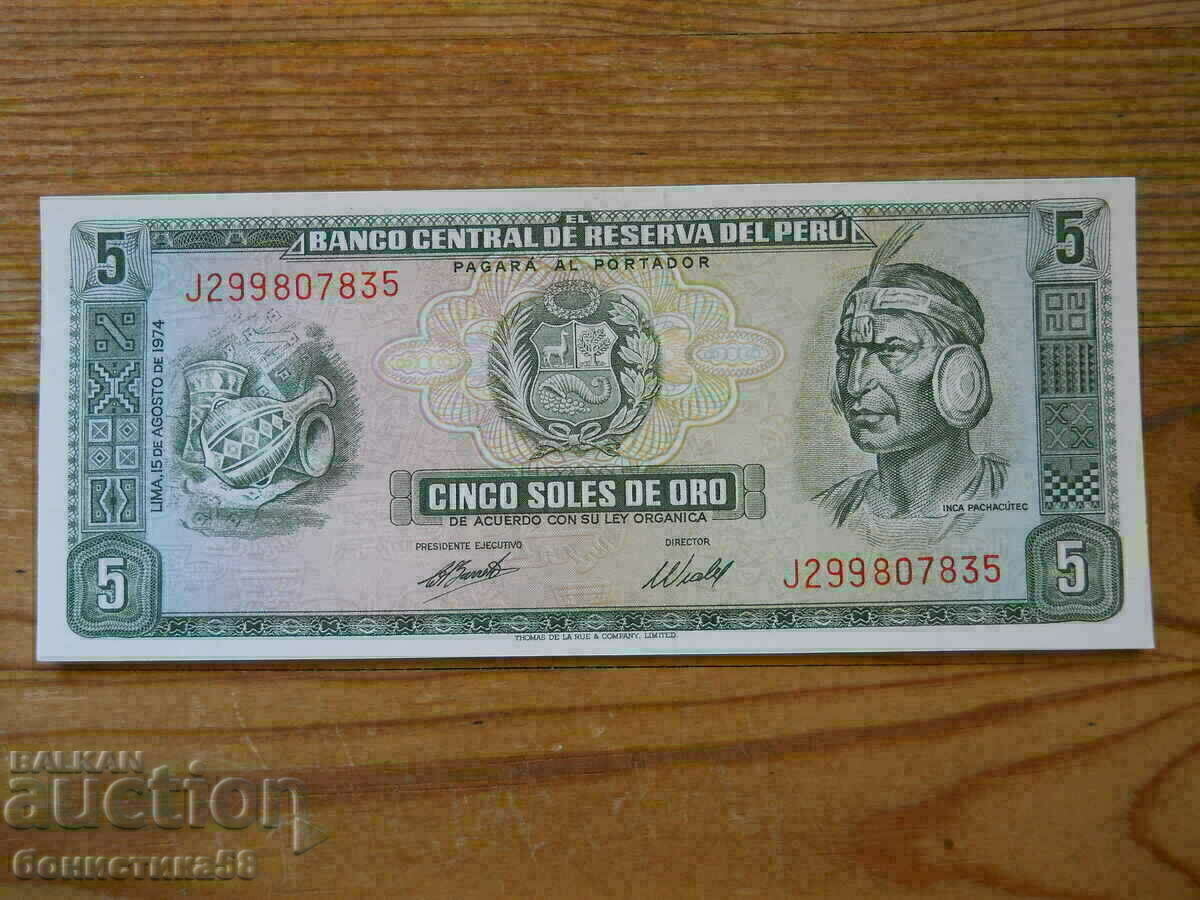 5
EL
BANCO CENTRAL DE RESERVA DEL PERÚ
5
PAGARÁ AL PORTADOR
J299807835
LIMA, 15 DE AGOSTO DE 1974
CINCO SOLES DE ORO
DE ACUERDO CON SU LEY ORGANICA
INCA PACHACÚTEC
PRESIDENTE EJECUTIVO
DIRECTOR
J299807835
5
5
THOMAS DE LA RUE & COMPANY, LIMITED.
BALKAN
auction
бонистика58